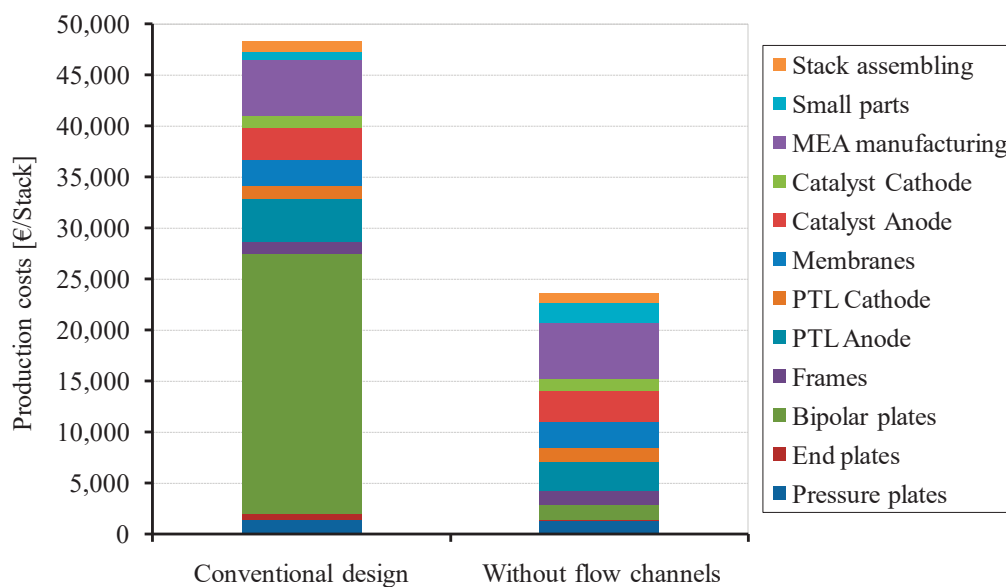 Production costs [€/Stack]
50,000
45,000
40,000
35,000
30,000
25,000
20,000
15,000
10,000
5,000
0
Conventional design
Without flow channels
Stack assembling
Small parts
MEA manufacturing
Catalyst Cathode
Catalyst Anode
Membranes
PTL Cathode
PTL Anode
Frames
Bipolar plates
End plates
Pressure plates